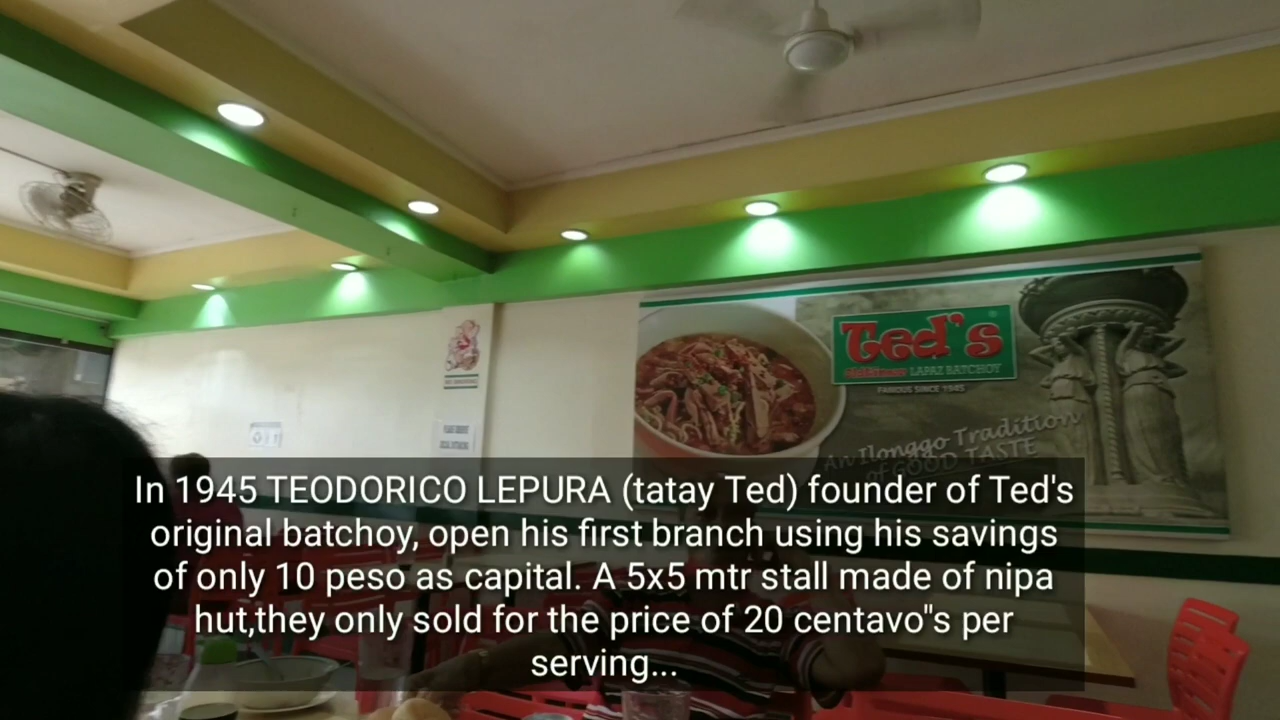 Ted's
LAPAZ BATCHOY
FAMOUS SINCE 1945
An Ilonggo Tradition
of GOOD TASTE
In 1945 TEODORICO LEPURA (tatay Ted) founder of Ted's
original batchoy, open his first branch using his savings
of only 10 peso as capital. A 5x5 mtr stall made of nipa
hut,they only sold for the price of 20 centavo"s per
serving...